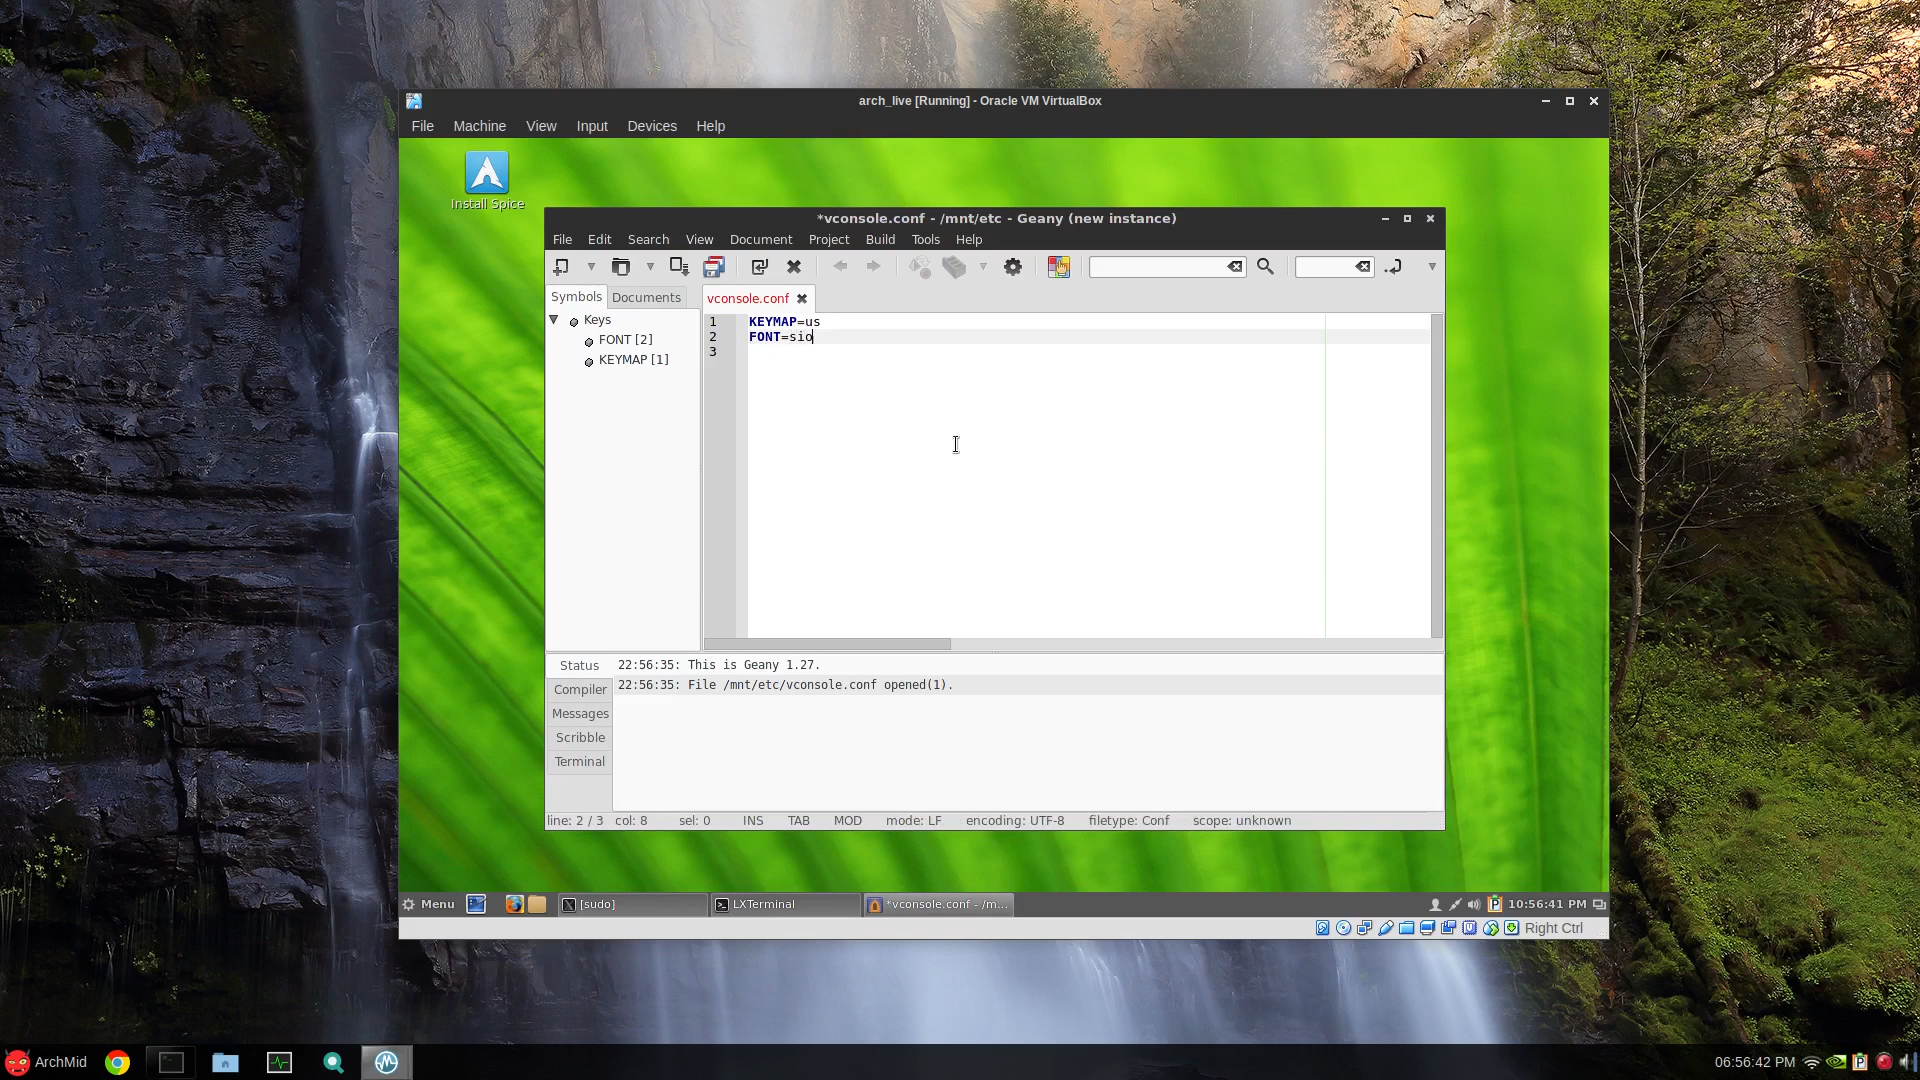 arch_live [Running] - Oracle VM VirtualBox
File Machine View Input Devices Help
Install Spice
*vconsole.conf - /mnt/etc - Geany (new instance)
File Edit Search View Document Project Build Tools Help
Symbols Documents vconsole.conf
Keys
FONT [2]
KEYMAP [1]
1 KEYMAP=us
2 FONT=sio
3
Status 22:56:35: This is Geany 1.27.
Compiler 22:56:35: File /mnt/etc/vconsole.conf opened(1).
Messages
Scribble
Terminal
line: 2 / 3 col: 8 sel: 0 INS TAB MOD mode: LF encoding: UTF-8 filetype: Conf scope: unknown
Menu [sudo] LXTerminal *vconsole.conf - /m... 10:56:41 PM
Right Ctrl
ArchMid 06:56:42 PM